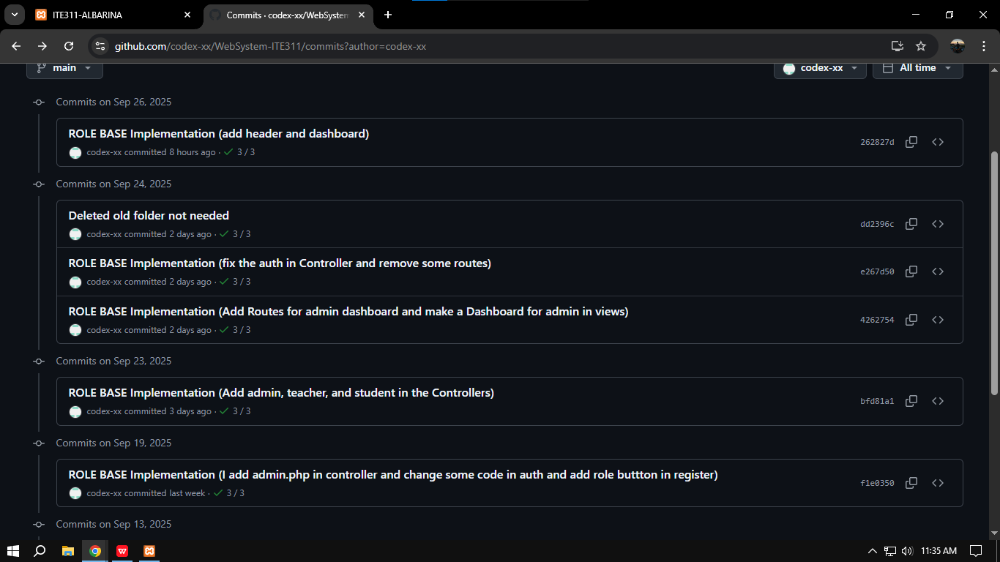 ITE311-ALBARINA
Commits · codex-xx/WebSystem
github.com/codex-xx/WebSystem-ITE311/commits?author=codex-xx
main
codex-xx
All time
Commits on Sep 26, 2025
ROLE BASE Implementation (add header and dashboard)
codex-xx committed 8 hours ago · 3 / 3
262827d
Commits on Sep 24, 2025
Deleted old folder not needed
codex-xx committed 2 days ago · 3 / 3
dd2396c
ROLE BASE Implementation (fix the auth in Controller and remove some routes)
codex-xx committed 2 days ago · 3 / 3
e267d50
ROLE BASE Implementation (Add Routes for admin dashboard and make a Dashboard for admin in views)
codex-xx committed 2 days ago · 3 / 3
4262754
Commits on Sep 23, 2025
ROLE BASE Implementation (Add admin, teacher, and student in the Controllers)
codex-xx committed 3 days ago · 3 / 3
bfd81a1
Commits on Sep 19, 2025
ROLE BASE Implementation (I add admin.php in controller and change some code in auth and add role buttton in register)
codex-xx committed last week · 3 / 3
f1e0350
Commits on Sep 13, 2025
11:35 AM